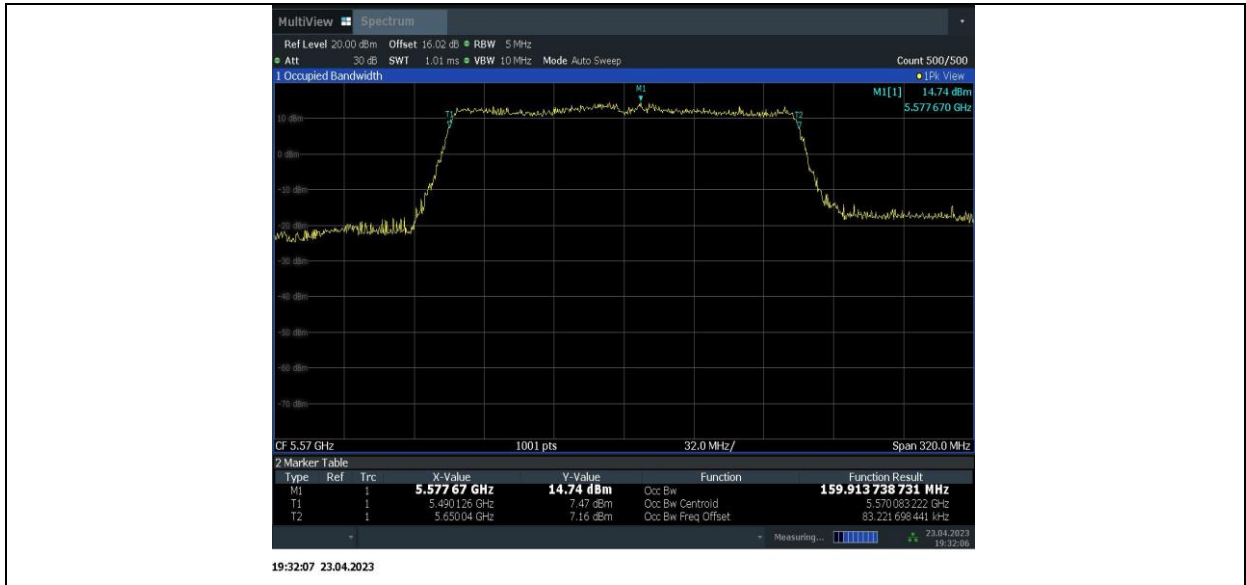 MultiView Spectrum
Ref Level 20.00 dBm Offset 16.02 dB RBW 5 MHz
Att 30 dB SWT 1.01 ms VBW 10 MHz Mode Auto Sweep Count 500/500
1 Occupied Bandwidth 1Pk View
M1 M1[1] 14.74 dBm
5.577670 GHz
T1 T2
10 dBm
0 dBm
-10 dBm
-20 dBm
-30 dBm
-40 dBm
-50 dBm
-60 dBm
-70 dBm
CF 5.57 GHz 1001 pts 32.0 MHz/ Span 320.0 MHz
2 Marker Table
Type Ref Trc X-Value Y-Value Function Function Result
M1 1 5.577 67 GHz 14.74 dBm Occ Bw 159.913 738 731 MHz
T1 1 5.490126 GHz 7.47 dBm Occ Bw Centroid 5.570 083 222 GHz
T2 1 5.65004 GHz 7.16 dBm Occ Bw Freq Offset 83.221 698 441 kHz
Measuring... 23.04.2023
19:32:06
19:32:07 23.04.2023